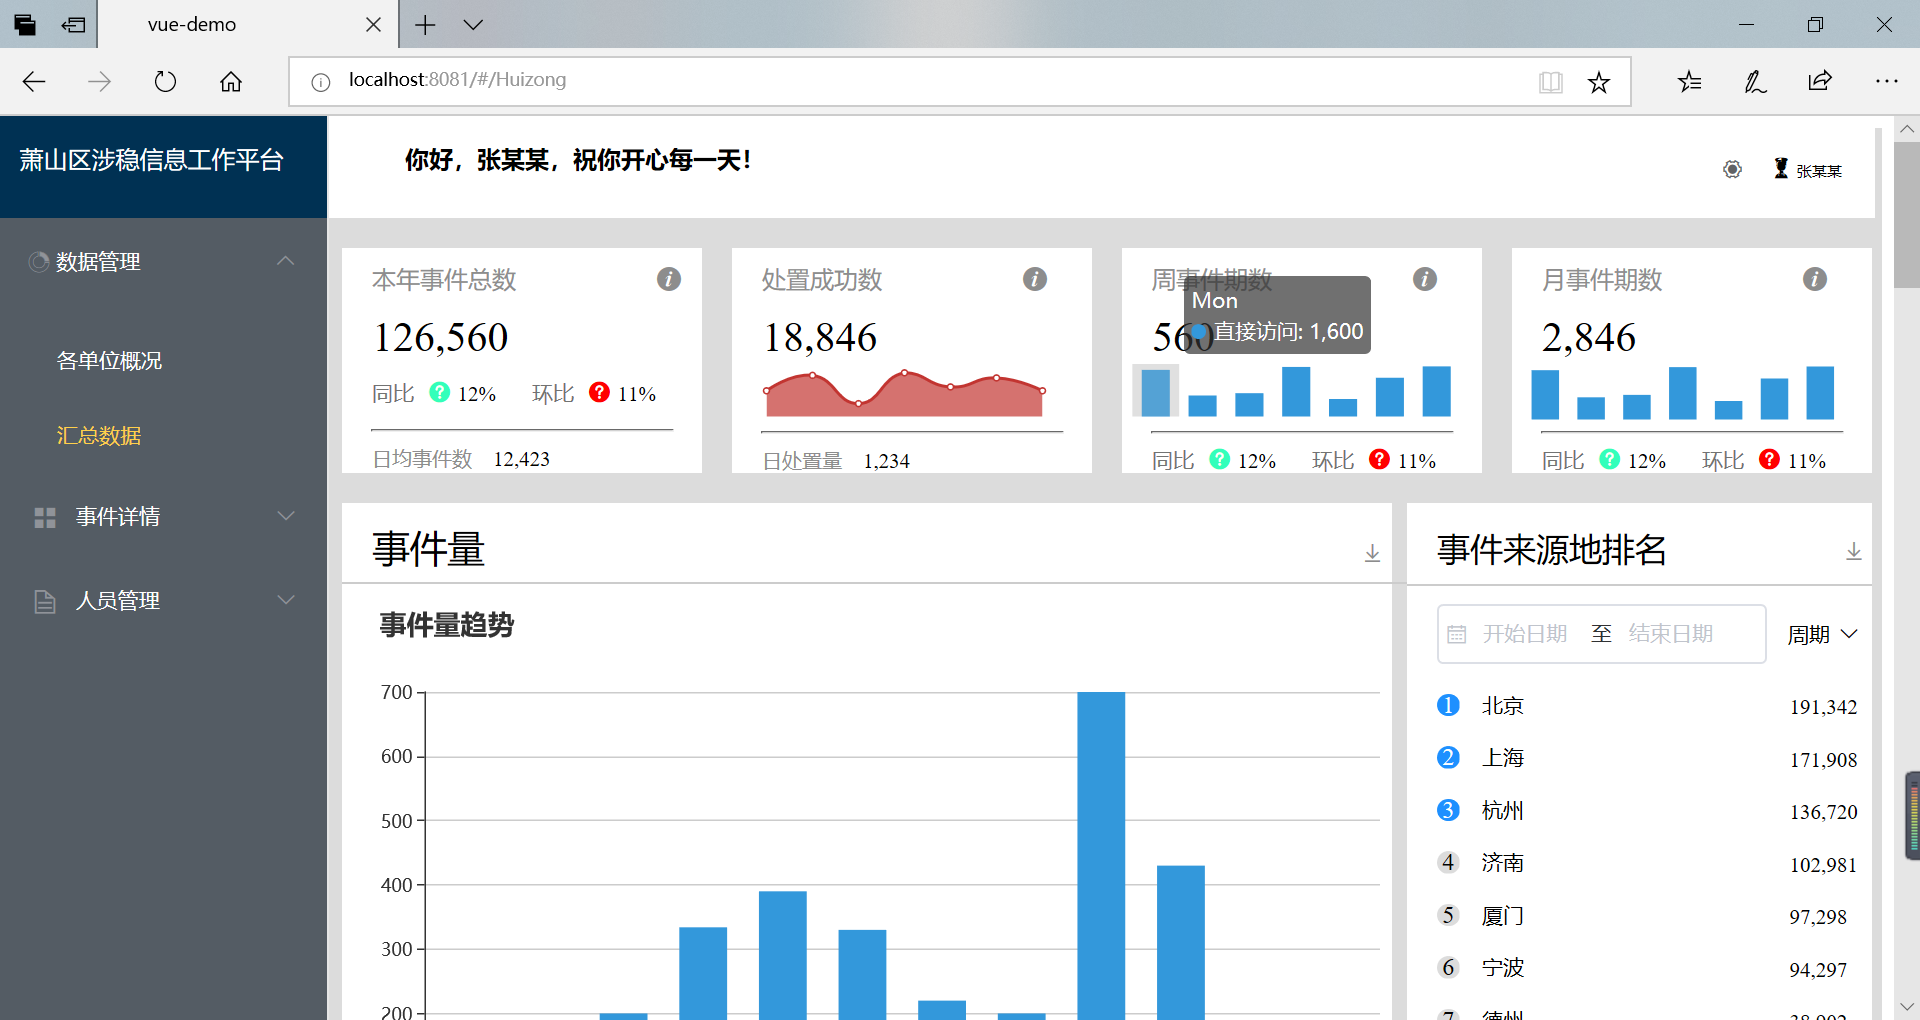 vue-demo
localhost:8081/#/Huizong
萧山区涉稳信息工作平台
你好，张某某，祝你开心每一天！
张某某
数据管理
各单位概况
汇总数据
事件详情
人员管理
本年事件总数
126,560
同比 12% 环比 11%
日均事件数 12,423
处置成功数
18,846
日处置量 1,234
周事件期数
560
Mon
直接访问: 1,600
同比 12% 环比 11%
月事件期数
2,846
同比 12% 环比 11%
事件量
事件量趋势
700
600
500
400
300
200
事件来源地排名
开始日期 至 结束日期 周期
1 北京 191,342
2 上海 171,908
3 杭州 136,720
4 济南 102,981
5 厦门 97,298
6 宁波 94,297
7 德州 38,902